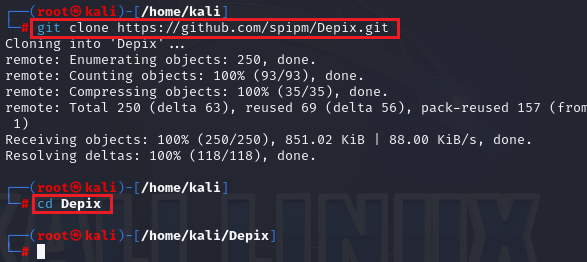 ┌──(root㉿kali)-[/home/kali]
└─# git clone https://github.com/spipm/Depix.git
Cloning into 'Depix'...
remote: Enumerating objects: 250, done.
remote: Counting objects: 100% (93/93), done.
remote: Compressing objects: 100% (35/35), done.
remote: Total 250 (delta 63), reused 69 (delta 56), pack-reused 157 (from
1)
Receiving objects: 100% (250/250), 851.02 KiB | 88.00 KiB/s, done.
Resolving deltas: 100% (118/118), done.
┌──(root㉿kali)-[/home/kali]
└─# cd Depix
┌──(root㉿kali)-[/home/kali/Depix]
└─#
KALI LINUX